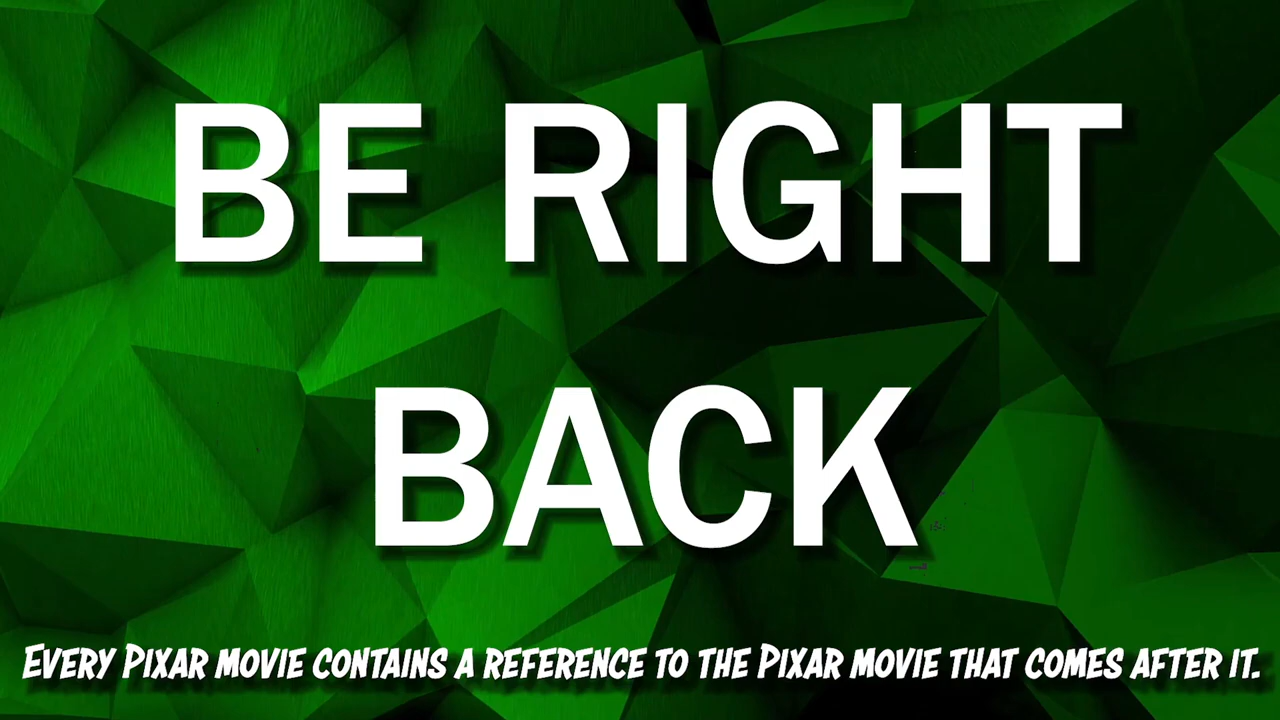 BE RIGHT
BACK
Every Pixar movie contains a reference to the Pixar movie that comes after it.